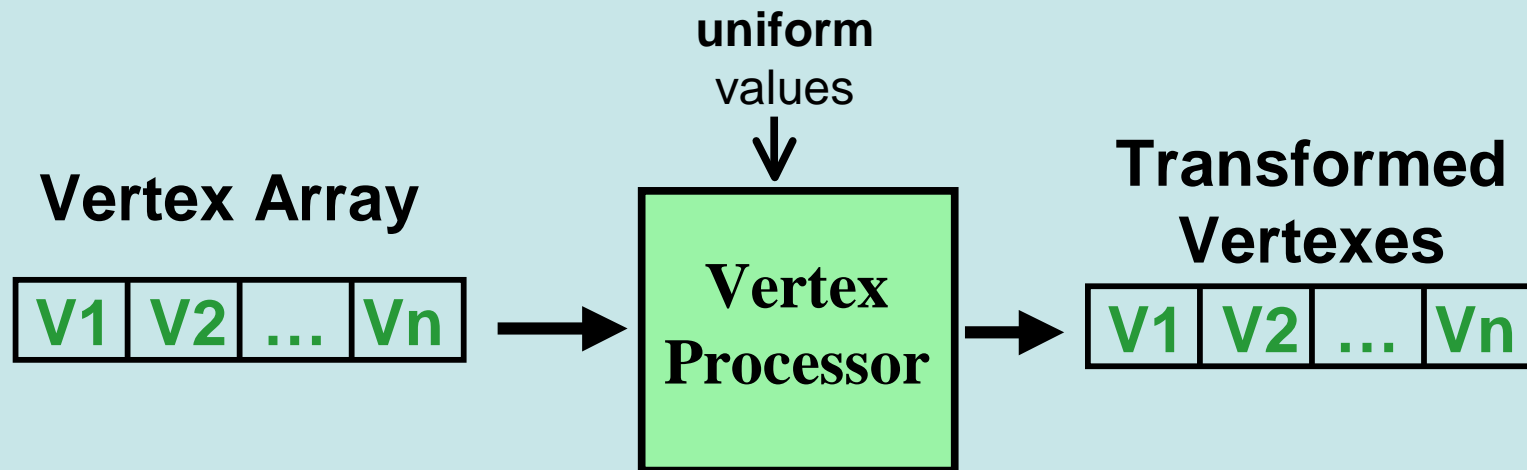 uniform
values
Vertex Array
V1 V2 … Vn
Vertex
Processor
Transformed
Vertexes
V1 V2 … Vn